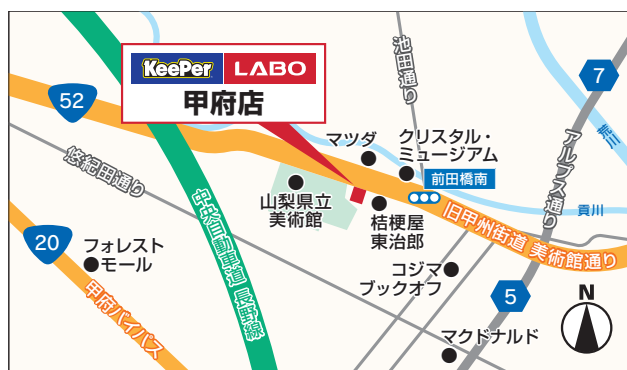 KeePer LABO
甲府店
52
20
7
5
池田通り
アルプス通り
荒川
貢川
悠紀田通り
中央自動車道 長野線
マツダ
クリスタル・
ミュージアム
前田橋南
山梨県立
美術館
桔梗屋
東治郎
旧甲州街道 美術館通り
フォレスト
モール
甲府バイパス
コジマ
ブックオフ
マクドナルド
N